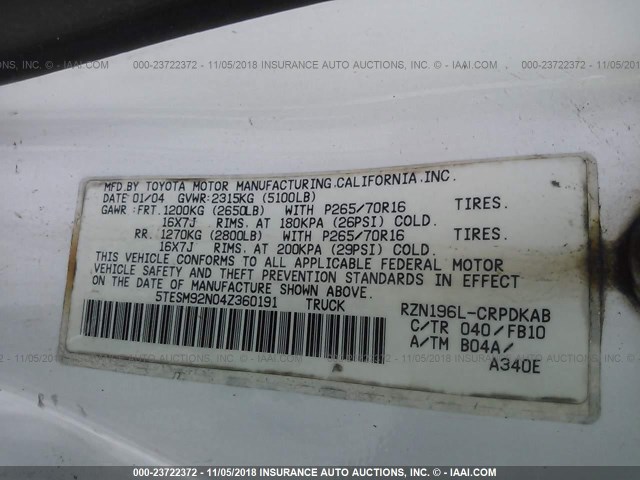 000-23722372 - 11/05/2018 INSURANCE AUTO AUCTIONS, INC. - WWW.IAAI.COM
MFD.BY TOYOTA MOTOR MANUFACTURING,CALIFORNIA,INC.
DATE 01/04 GVWR:2315KG (5100LB)
GAWR:FRT.1200KG (2650LB) WITH P265/70R16 TIRES.
16X7J RIMS. AT 180KPA (26PSI) COLD.
RR. 1270KG (2800LB) WITH P265/70R16 TIRES.
16X7J RIMS. AT 200KPA (29PSI) COLD.
THIS VEHICLE CONFORMS TO ALL APPLICABLE FEDERAL MOTOR
VEHICLE SAFETY AND THEFT PREVENTION STANDARDS IN EFFECT
ON THE DATE OF MANUFACTURE SHOWN ABOVE.
5TESM92N04Z360191 TRUCK
RZN196L-CRPDKAB
C/TR 040/FB10
A/TM B04A/
A340E
000-23722372 - 11/05/2018 INSURANCE AUTO AUCTIONS, INC. - WWW.IAAI.COM